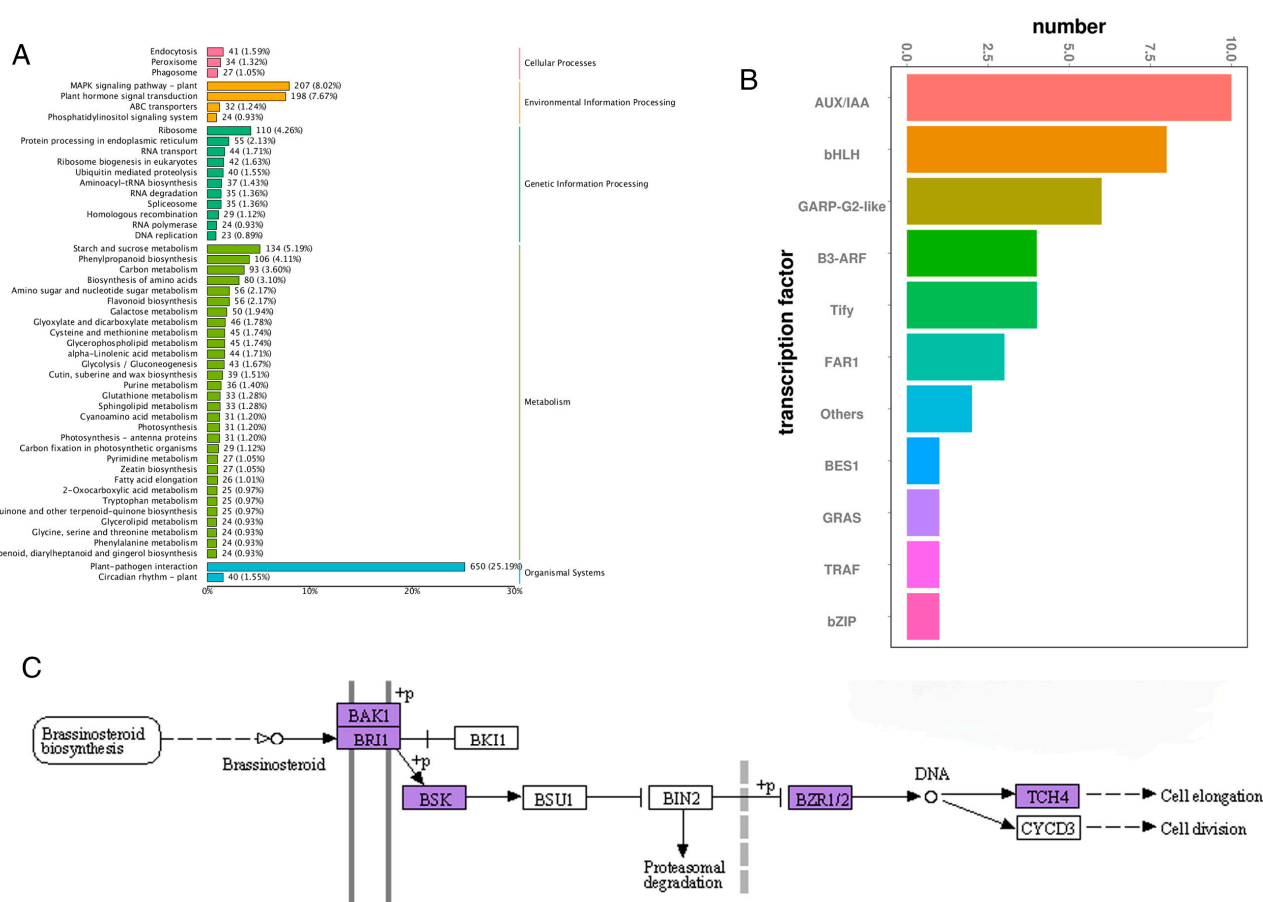 A
Endocytosis 41 (1.59%)
Peroxisome 34 (1.32%)
Phagosome 27 (1.05%)
Cellular Processes
MAPK signaling pathway – plant 207 (8.02%)
Plant hormone signal transduction 198 (7.67%)
ABC transporters 32 (1.24%)
Phosphatidylinositol signaling system 24 (0.93%)
Environmental Information Processing
Ribosome 110 (4.26%)
Protein processing in endoplasmic reticulum 55 (2.13%)
RNA transport 44 (1.71%)
Ribosome biogenesis in eukaryotes 42 (1.63%)
Ubiquitin mediated proteolysis 40 (1.55%)
Aminoacyl-tRNA biosynthesis 37 (1.43%)
RNA degradation 35 (1.36%)
Spliceosome 35 (1.36%)
Homologous recombination 29 (1.12%)
RNA polymerase 24 (0.93%)
DNA replication 23 (0.89%)
Genetic Information Processing
Starch and sucrose metabolism 134 (5.19%)
Phenylpropanoid biosynthesis 106 (4.11%)
Carbon metabolism 93 (3.60%)
Biosynthesis of amino acids 80 (3.10%)
Amino sugar and nucleotide sugar metabolism 56 (2.17%)
Flavonoid biosynthesis 56 (2.17%)
Galactose metabolism 50 (1.94%)
Glyoxylate and dicarboxylate metabolism 46 (1.78%)
Cysteine and methionine metabolism 45 (1.74%)
Glycerophospholipid metabolism 45 (1.74%)
alpha-Linolenic acid metabolism 44 (1.71%)
Glycolysis / Gluconeogenesis 43 (1.67%)
Cutin, suberine and wax biosynthesis 39 (1.51%)
Purine metabolism 36 (1.40%)
Glutathione metabolism 33 (1.28%)
Sphingolipid metabolism 33 (1.28%)
Cyanoamino acid metabolism 31 (1.20%)
Photosynthesis 31 (1.20%)
Photosynthesis – antenna proteins 31 (1.20%)
Carbon fixation in photosynthetic organisms 29 (1.12%)
Pyrimidine metabolism 27 (1.05%)
Zeatin biosynthesis 27 (1.05%)
Fatty acid elongation 26 (1.01%)
2-Oxocarboxylic acid metabolism 25 (0.97%)
Tryptophan metabolism 25 (0.97%)
uinone and other terpenoid-quinone biosynthesis 25 (0.97%)
Glycerolipid metabolism 24 (0.93%)
Glycine, serine and threonine metabolism 24 (0.93%)
Phenylalanine metabolism 24 (0.93%)
enoid, diarylheptanoid and gingerol biosynthesis 24 (0.93%)
Metabolism
Plant-pathogen interaction 650 (25.19%)
Circadian rhythm – plant 40 (1.55%)
Organismal Systems
0% 10% 20% 30%
B
number
0.0 2.5 5.0 7.5 10.0
transcription factor
AUX/IAA
bHLH
GARP-G2-like
B3-ARF
Tify
FAR1
Others
BES1
GRAS
TRAF
bZIP
C
Brassinosteroid
biosynthesis
Brassinosteroid
+p
BAK1
BRI1
BKI1
+p
BSK
BSU1
BIN2
Proteasomal
degradation
+p
BZR1/2
DNA
TCH4
Cell elongation
CYCD3
Cell division